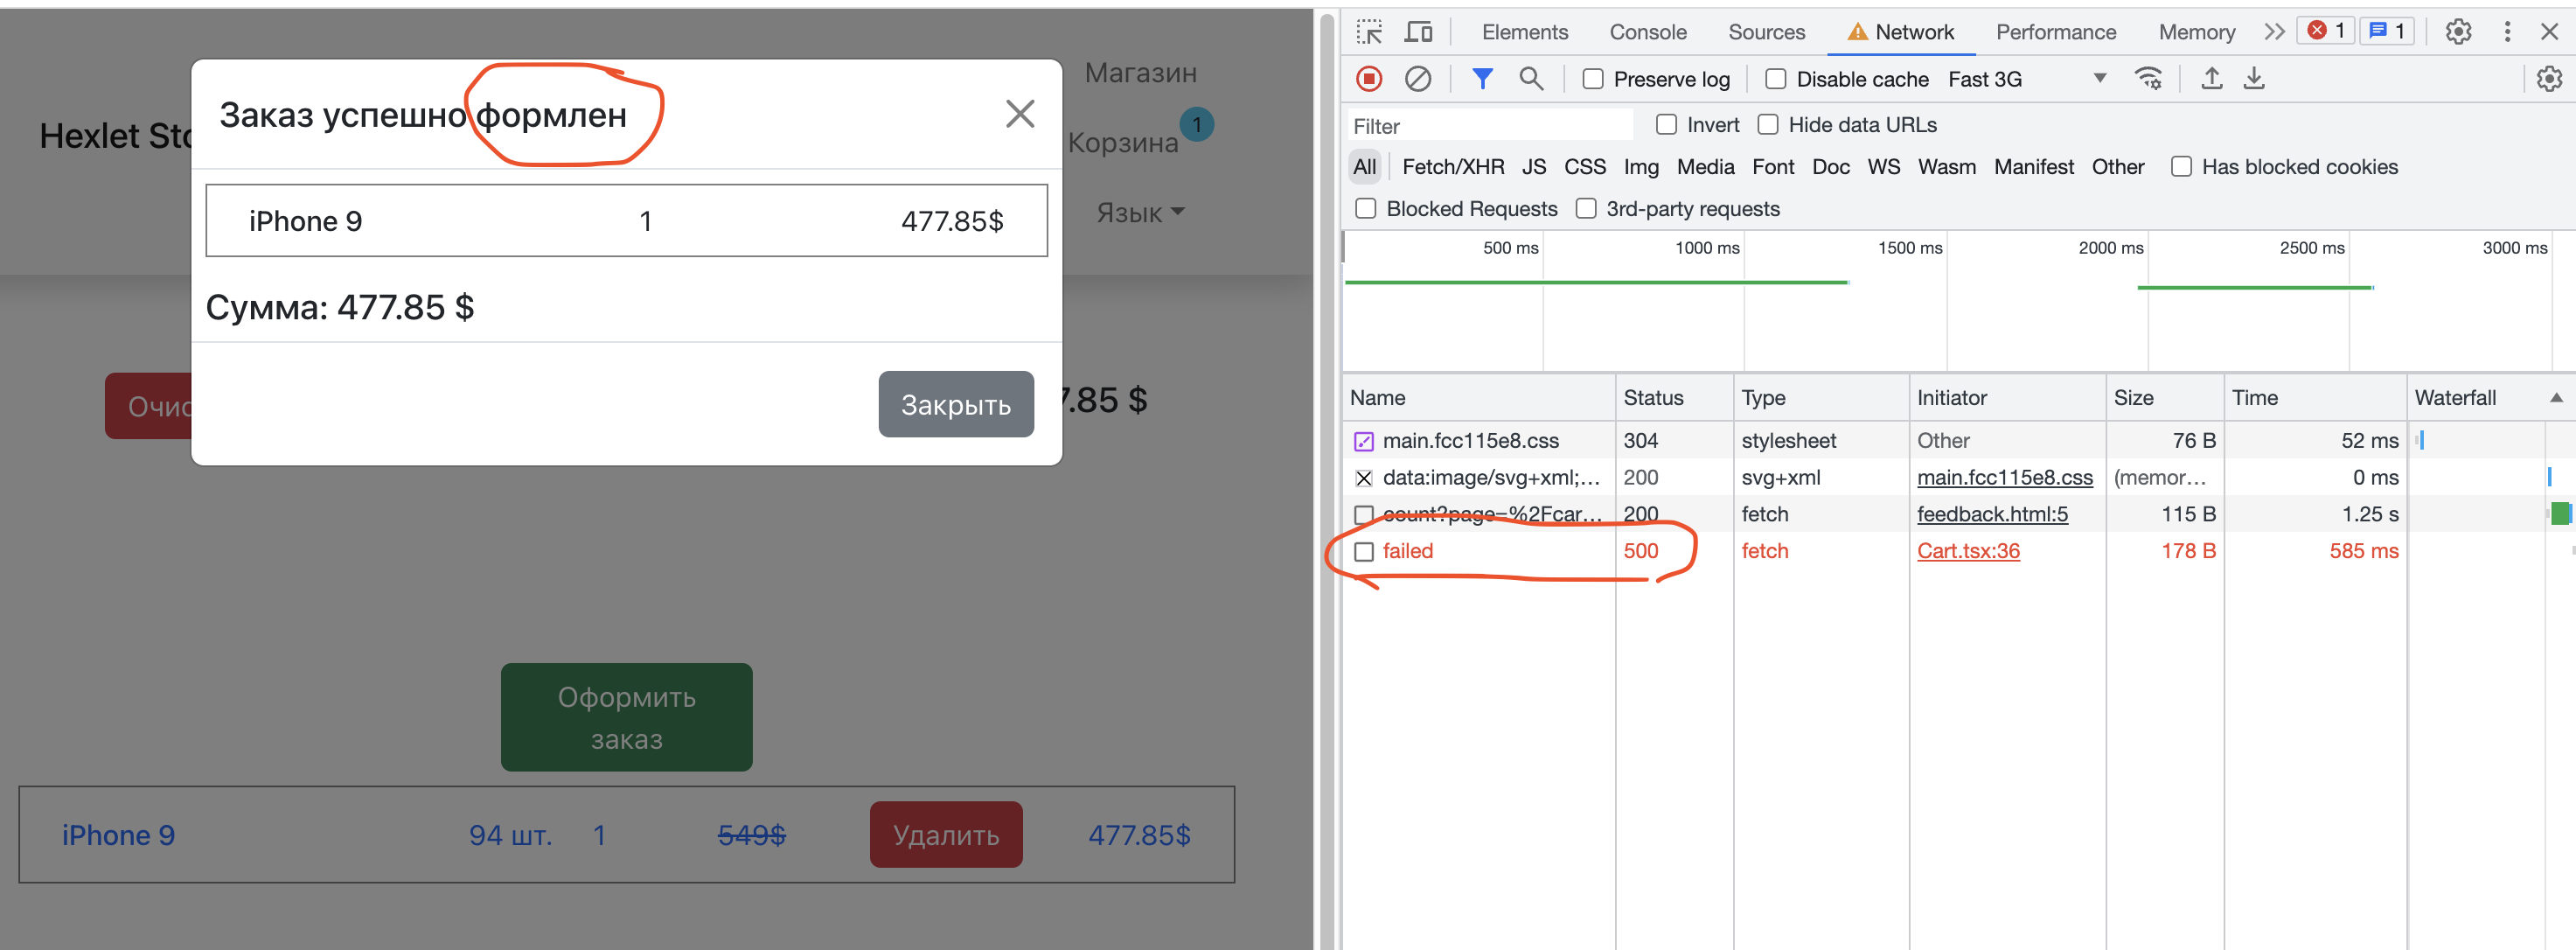 Hexlet Sto
Магазин
Корзина 1
Язык
Заказ успешно формлен
iPhone 9 1 477.85$
Сумма: 477.85 $
Закрыть
Очис
7.85 $
Оформить
заказ
iPhone 9 94 шт. 1 549$ Удалить 477.85$
Elements Console Sources Network Performance Memory 1 1
Preserve log Disable cache Fast 3G
Filter Invert Hide data URLs
All Fetch/XHR JS CSS Img Media Font Doc WS Wasm Manifest Other Has blocked cookies
Blocked Requests 3rd-party requests
500 ms 1000 ms 1500 ms 2000 ms 2500 ms 3000 ms
Name Status Type Initiator Size Time Waterfall
main.fcc115e8.css 304 stylesheet Other 76 B 52 ms
data:image/svg+xml;... 200 svg+xml main.fcc115e8.css (memor... 0 ms
count?page=%2Fcar... 200 fetch feedback.html:5 115 B 1.25 s
failed 500 fetch Cart.tsx:36 178 B 585 ms